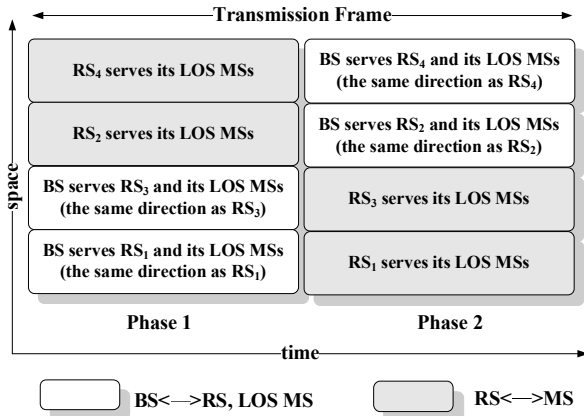 Transmission Frame
RS₄ serves its LOS MSs
BS serves RS₄ and its LOS MSs
(the same direction as RS₄)
RS₂ serves its LOS MSs
BS serves RS₂ and its LOS MSs
(the same direction as RS₂)
BS serves RS₃ and its LOS MSs
(the same direction as RS₃)
RS₃ serves its LOS MSs
BS serves RS₁ and its LOS MSs
(the same direction as RS₁)
RS₁ serves its LOS MSs
space
Phase 1
Phase 2
time
BS<—>RS, LOS MS
RS<—>MS